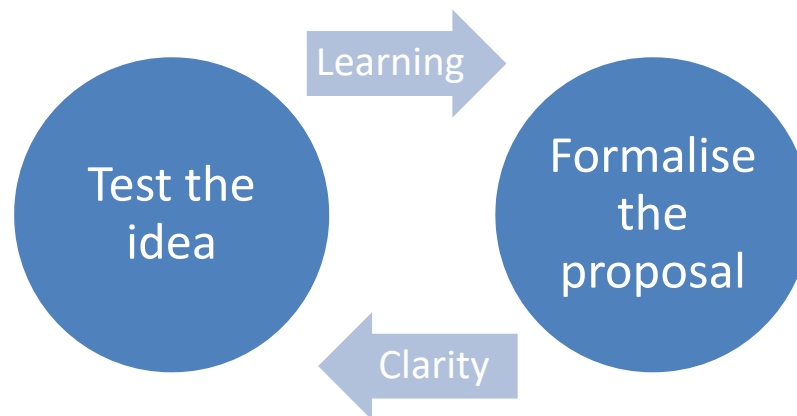 Learning
Test the
idea
Formalise
the
proposal
Clarity